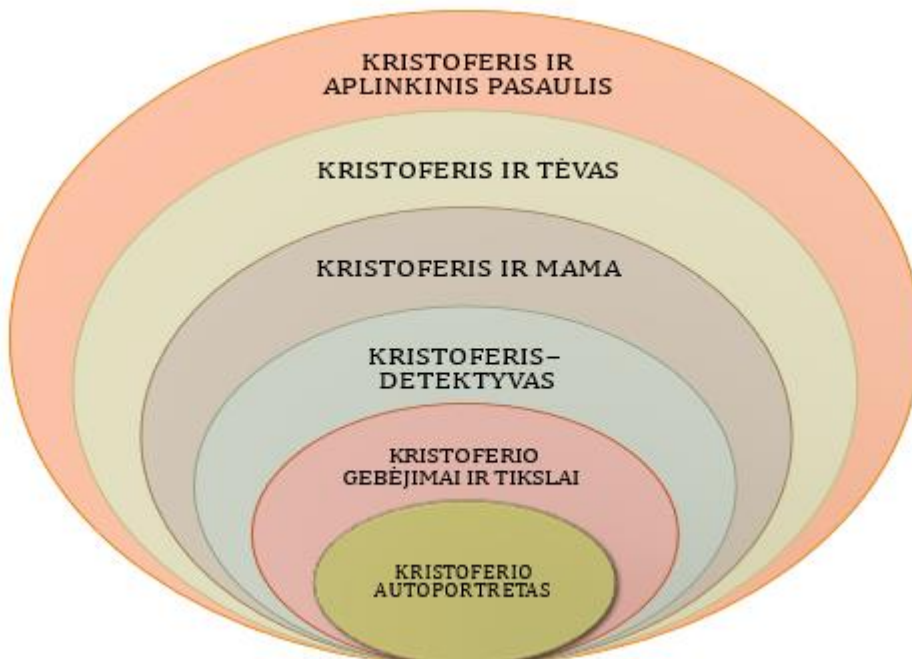 KRISTOFERIS IR
APLINKINIS PASAULIS
KRISTOFERIS IR TĖVAS
KRISTOFERIS IR MAMA
KRISTOFERIS–
DETEKTYVAS
KRISTOFERIO
GEBĖJIMAI IR TIKSLAI
KRISTOFERIO
AUTOPORTRETAS